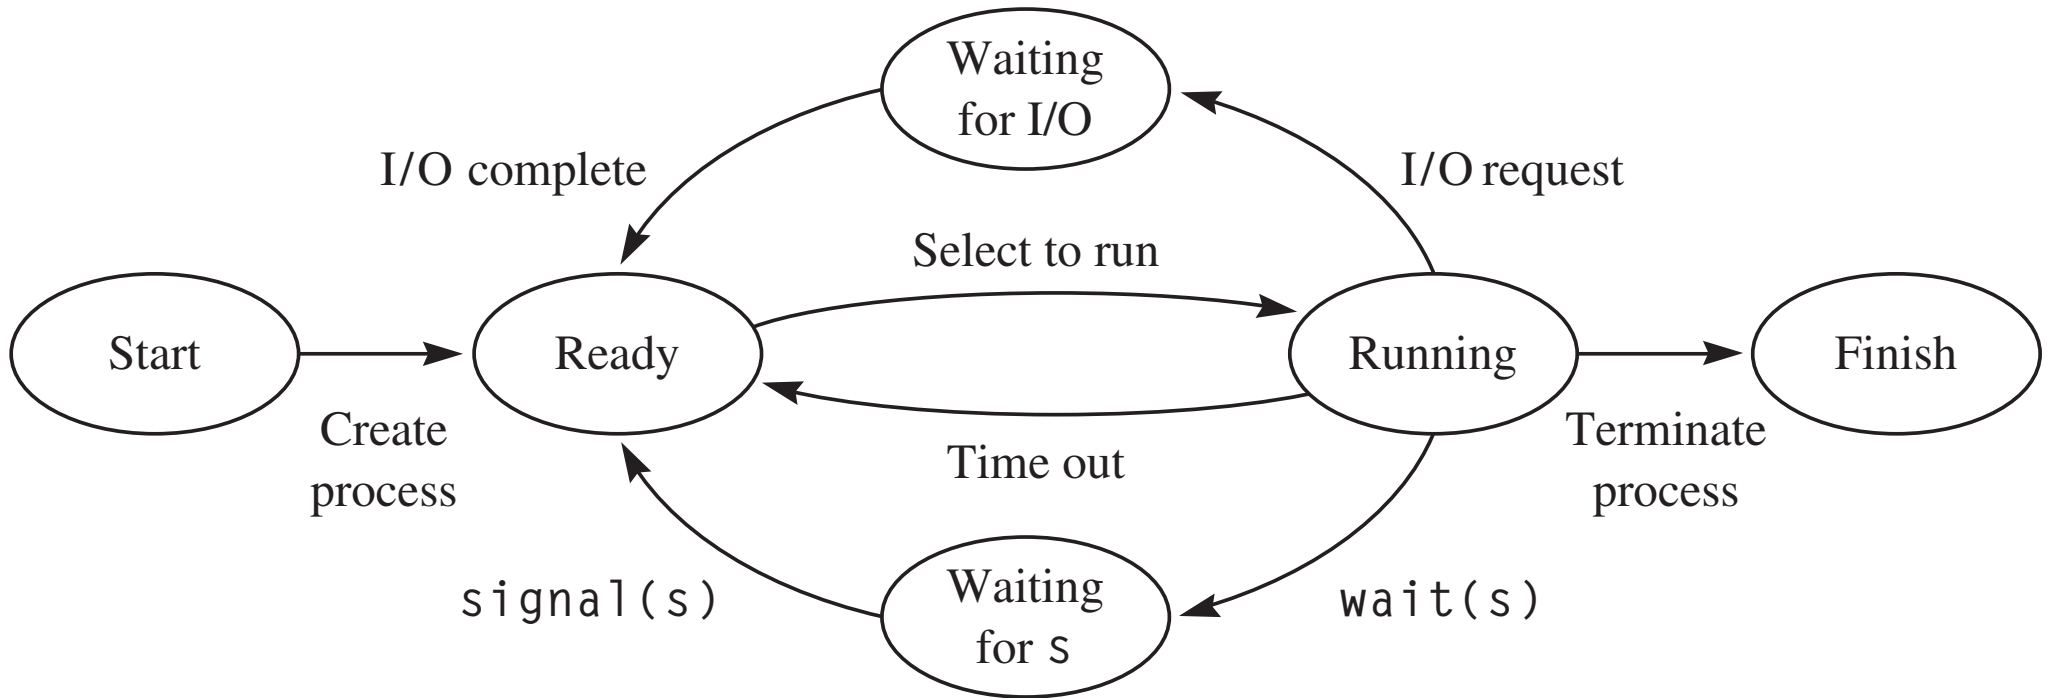 Waiting
for I/O
I/O complete
I/O request
Select to run
Start
Ready
Running
Finish
Create
process
Time out
Terminate
process
signal(s)
Waiting
for s
wait(s)